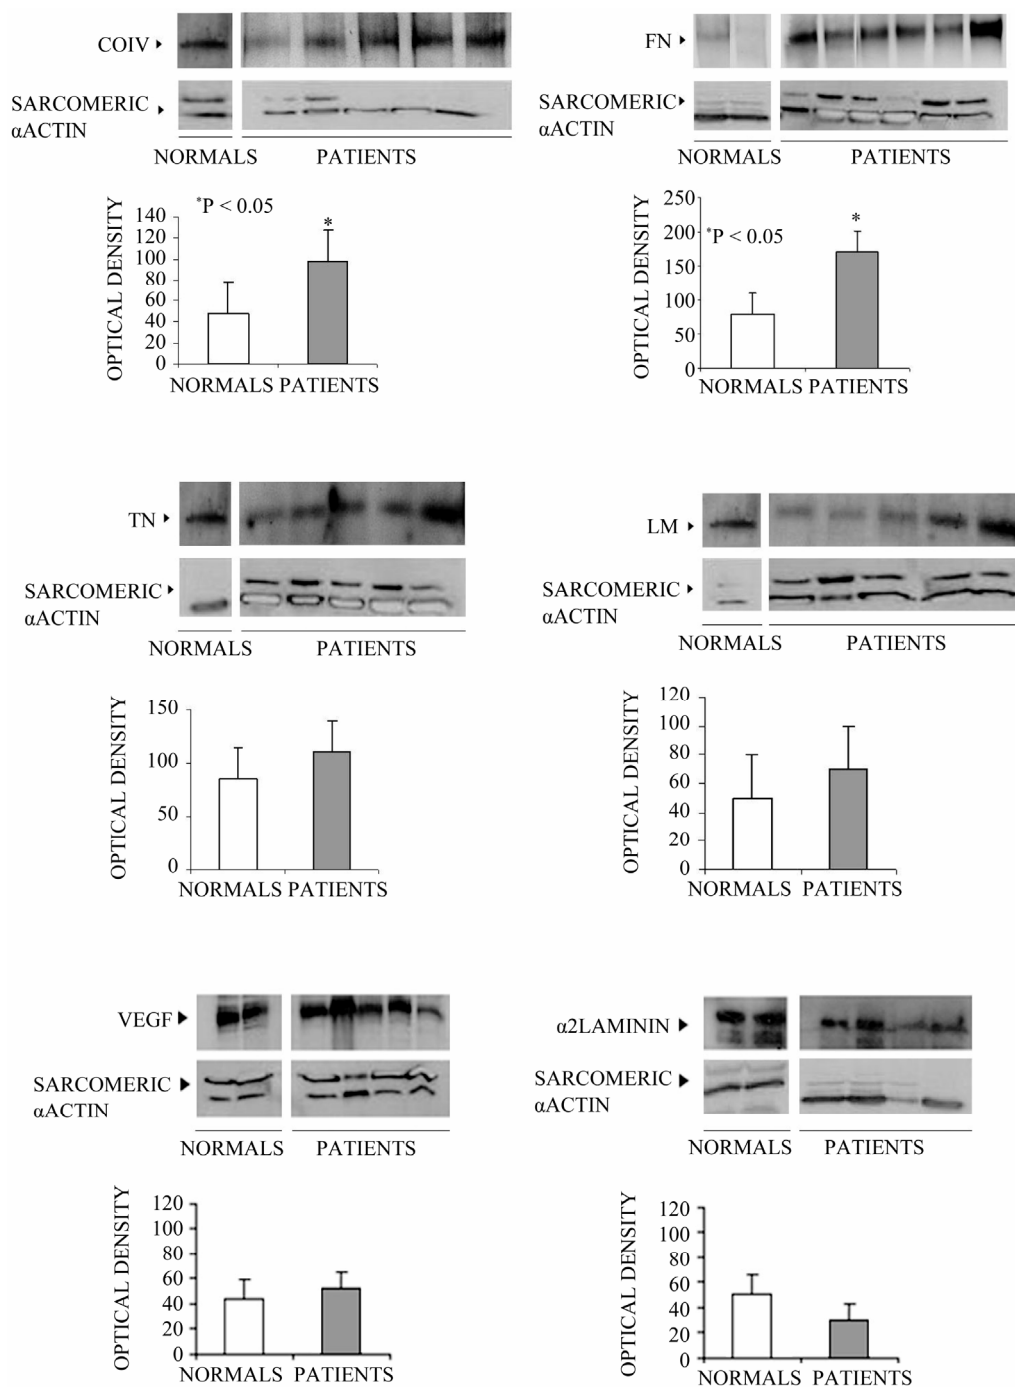 COIV
SARCOMERIC
αACTIN
NORMALS PATIENTS
*P < 0.05
*
OPTICAL DENSITY
140
120
100
80
60
40
20
0
NORMALS PATIENTS
FN
SARCOMERIC
αACTIN
NORMALS PATIENTS
*P < 0.05
*
OPTICAL DENSITY
250
200
150
100
50
0
NORMALS PATIENTS
TN
SARCOMERIC
αACTIN
NORMALS PATIENTS
OPTICAL DENSITY
150
100
50
0
NORMALS PATIENTS
LM
SARCOMERIC
αACTIN
NORMALS PATIENTS
OPTICAL DENSITY
120
100
80
60
40
20
0
NORMALS PATIENTS
VEGF
SARCOMERIC
αACTIN
NORMALS PATIENTS
OPTICAL DENSITY
120
100
80
60
40
20
0
NORMALS PATIENTS
α2LAMININ
SARCOMERIC
αACTIN
NORMALS PATIENTS
OPTICAL DENSITY
120
100
80
60
40
20
0
NORMALS PATIENTS